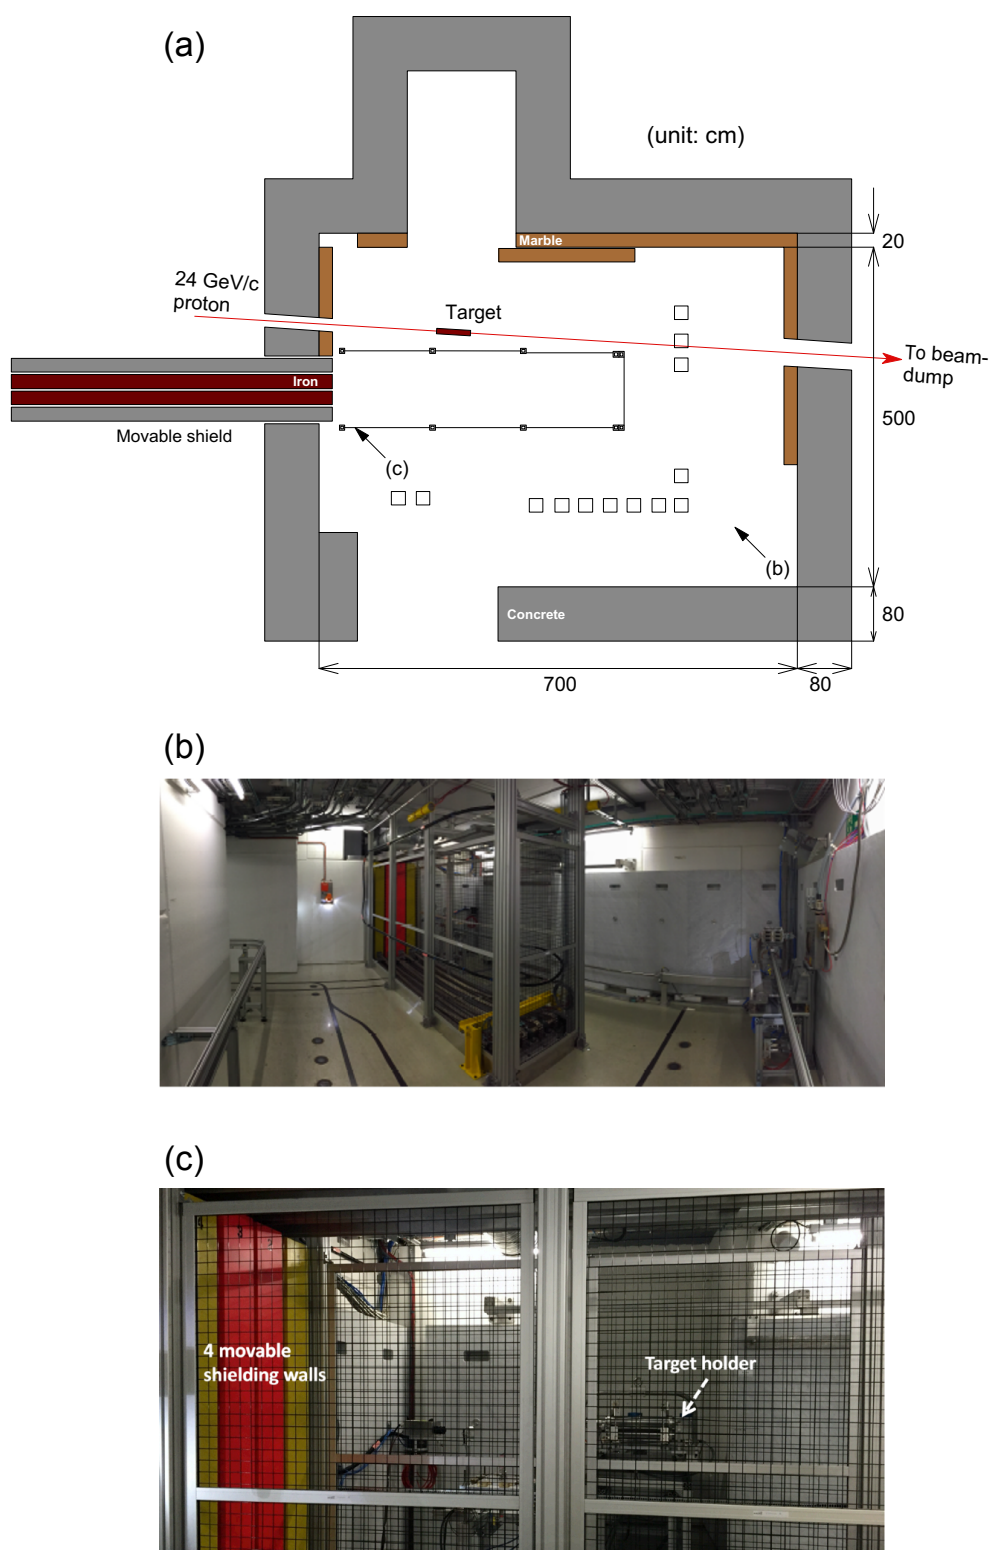 (a)
(unit: cm)
Marble
20
24 GeV/c
proton
Target
To beam-
dump
Iron
500
Movable shield
(c)
(b)
Concrete
80
700
80
(b)
(c)
4 movable
shielding walls
Target holder